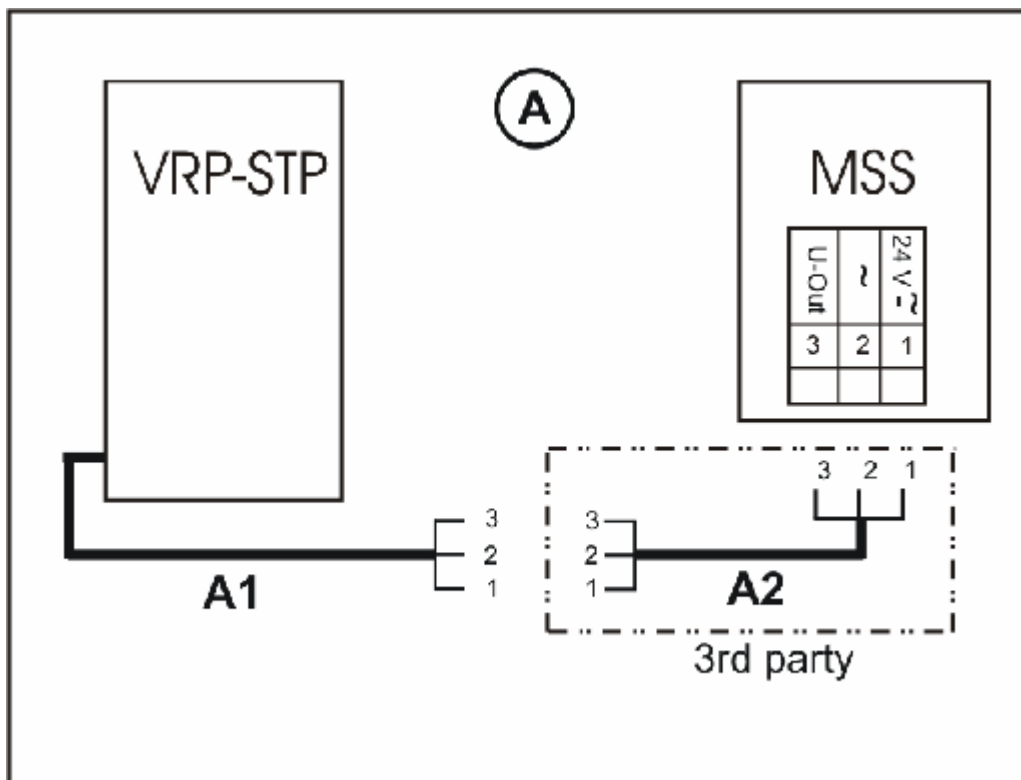 A
VRP-STP
MSS
U-Out ~ 24 V ≂
3 2 1
3 2 1
3
2
1
3
2
1
A1
A2
3rd party